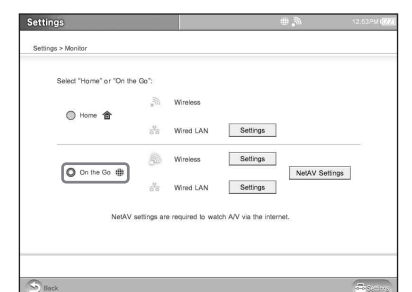 Settings
12:53PM
Settings > Monitor
Select "Home" or "On the Go":
Home
Wireless
Wired LAN
Settings
On the Go
Wireless
Settings
NetAV Settings
Wired LAN
Settings
NetAV settings are required to watch A/V via the internet.
Back
Settings